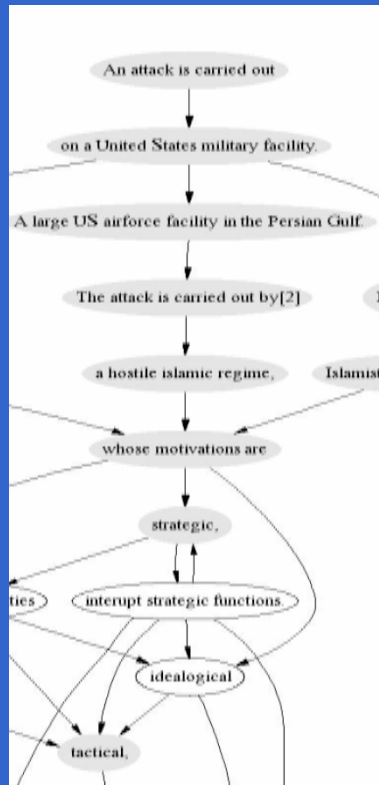 An attack is carried out
on a United States military facility.
A large US airforce facility in the Persian Gulf.
The attack is carried out by[2]
a hostile islamic regime,
Islamist
whose motivations are
strategic,
ties
interupt strategic functions.
idealogical
tactical,